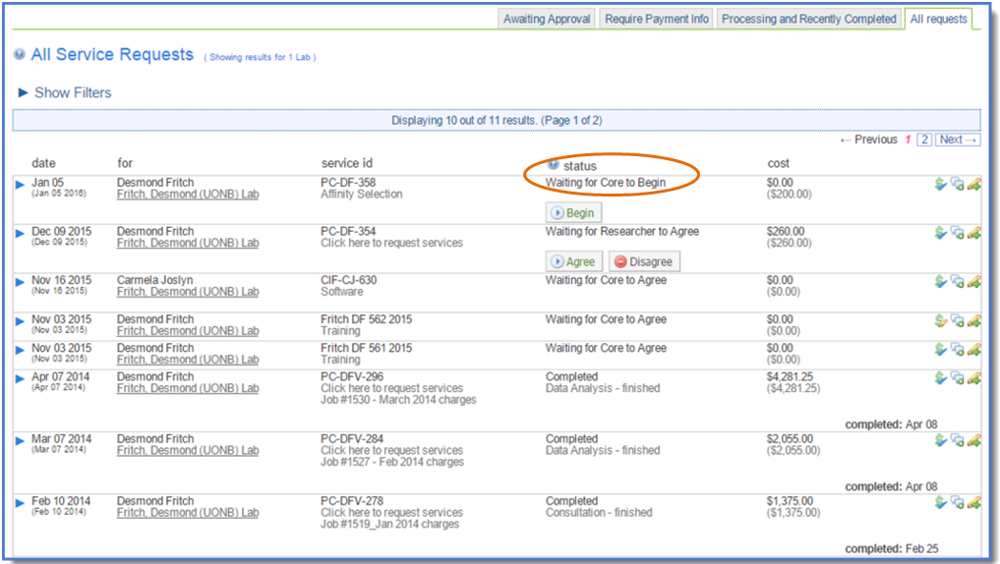 Awaiting Approval Require Payment Info Processing and Recently Completed All requests
All Service Requests ( Showing results for 1 Lab )
Show Filters
Displaying 10 out of 11 results. (Page 1 of 2)
← Previous 1 2 Next →
date for service id status cost
Jan 05 Desmond Fritch PC-DF-358 Waiting for Core to Begin $0.00
(Jan 05 2016) Fritch, Desmond (UONB) Lab Affinity Selection ($200.00)
Begin
Dec 09 2015 Desmond Fritch PC-DF-354 Waiting for Researcher to Agree $260.00
(Dec 09 2015) Fritch, Desmond (UONB) Lab Click here to request services ($260.00)
Agree Disagree
Nov 16 2015 Carmela Joslyn CIF-CJ-630 Waiting for Core to Agree $0.00
(Nov 16 2015) Fritch, Desmond (UONB) Lab Software ($0.00)
Nov 03 2015 Desmond Fritch Fritch DF 562 2015 Waiting for Core to Agree $0.00
(Nov 03 2015) Fritch, Desmond (UONB) Lab Training ($0.00)
Nov 03 2015 Desmond Fritch Fritch DF 561 2015 Waiting for Core to Agree $0.00
(Nov 03 2015) Fritch, Desmond (UONB) Lab Training ($0.00)
Apr 07 2014 Desmond Fritch PC-DFV-296 Completed $4,281.25
(Apr 07 2014) Fritch, Desmond (UONB) Lab Click here to request services Data Analysis - finished ($4,281.25)
Job #1530 - March 2014 charges
completed: Apr 08
Mar 07 2014 Desmond Fritch PC-DFV-284 Completed $2,055.00
(Mar 07 2014) Fritch, Desmond (UONB) Lab Click here to request services Data Analysis - finished ($2,055.00)
Job #1527 - Feb 2014 charges
completed: Apr 08
Feb 10 2014 Desmond Fritch PC-DFV-278 Completed $1,375.00
(Feb 10 2014) Fritch, Desmond (UONB) Lab Click here to request services Consultation - finished ($1,375.00)
Job #1519_Jan 2014 charges
completed: Feb 25